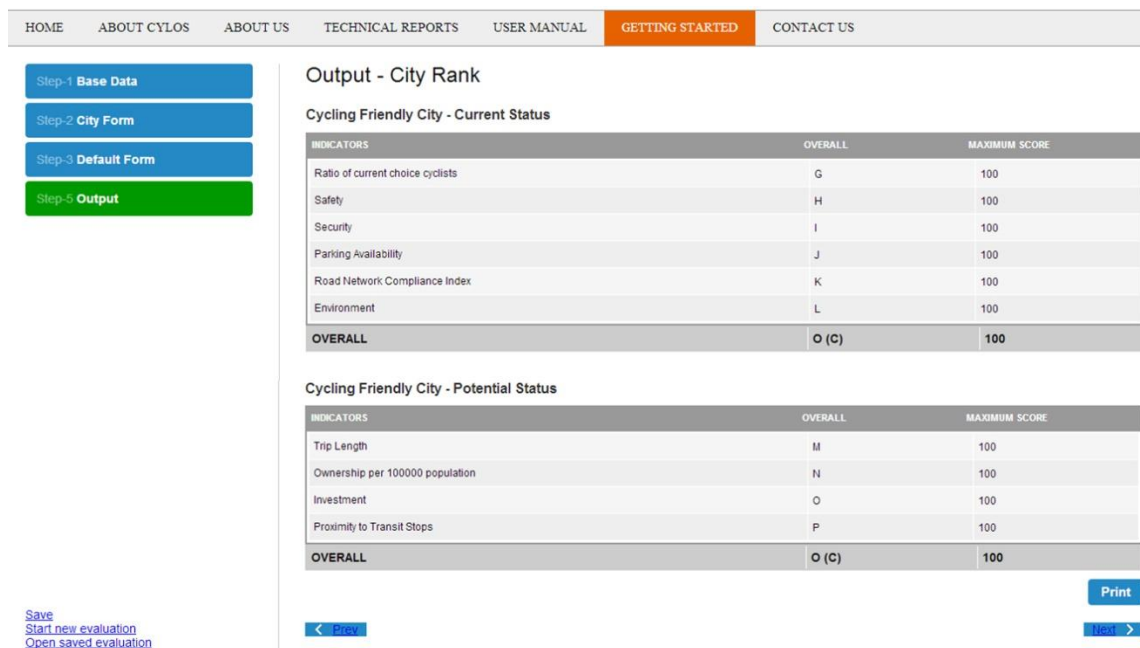 HOME ABOUT CYLOS ABOUT US TECHNICAL REPORTS USER MANUAL GETTING STARTED CONTACT US
Step-1 Base Data
Step-2 City Form
Step-3 Default Form
Step-5 Output
Output - City Rank
Cycling Friendly City - Current Status
INDICATORS OVERALL MAXIMUM SCORE
Ratio of current choice cyclists G 100
Safety H 100
Security I 100
Parking Availability J 100
Road Network Compliance Index K 100
Environment L 100
OVERALL O (C) 100
Cycling Friendly City - Potential Status
INDICATORS OVERALL MAXIMUM SCORE
Trip Length M 100
Ownership per 100000 population N 100
Investment O 100
Proximity to Transit Stops P 100
OVERALL O (C) 100
Print
Save
Start new evaluation
Open saved evaluation
< Prev
Next >